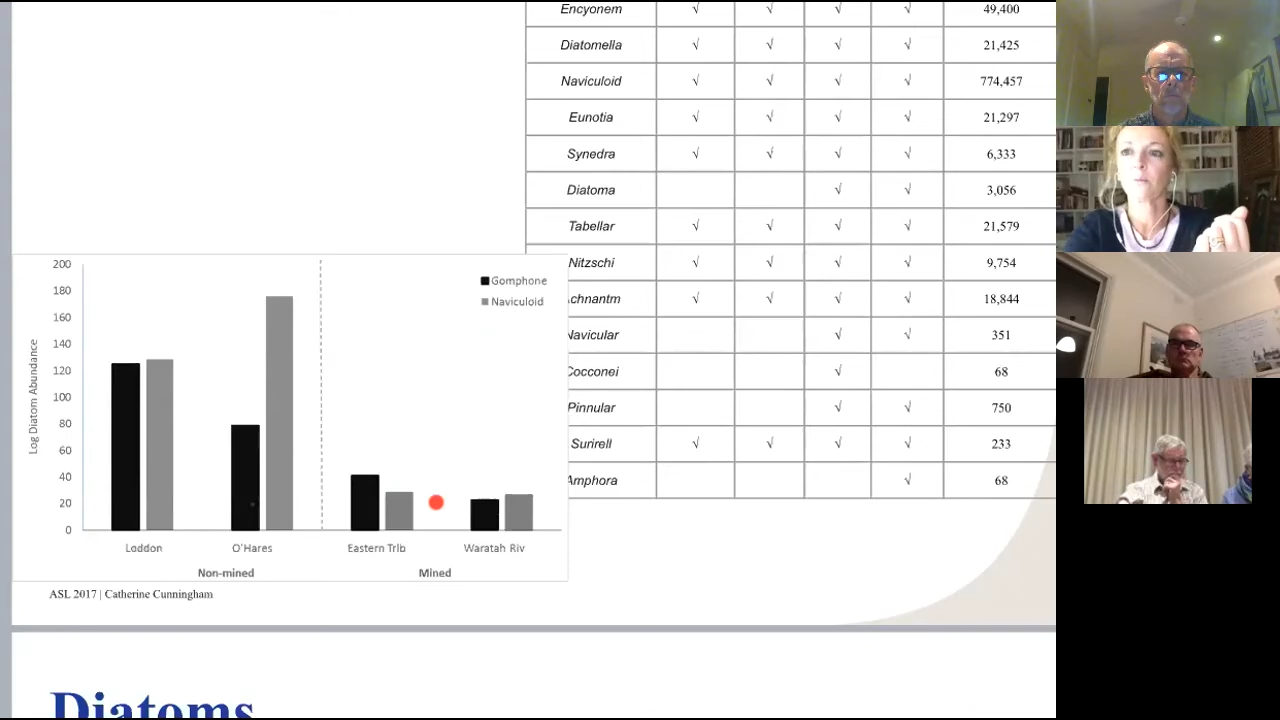 Encyonem √ √ √ √ 49,400
Diatomella √ √ √ √ 21,425
Naviculoid √ √ √ √ 774,457
Eunotia √ √ √ √ 21,297
Synedra √ √ √ √ 6,333
Diatoma √ √ 3,056
Tabellar √ √ √ √ 21,579
Nitzschi √ √ √ √ 9,754
Achnantm √ √ √ √ 18,844
Navicular √ √ 351
Cocconei √ 68
Pinnular √ √ 750
Surirell √ √ √ √ 233
Amphora √ 68
Log Diatom Abundance
200
180
160
140
120
100
80
60
40
20
0
Gomphone
Naviculoid
Loddon O'Hares Eastern Trib Waratah Riv
Non-mined Mined
ASL 2017 | Catherine Cunningham
Diatoms